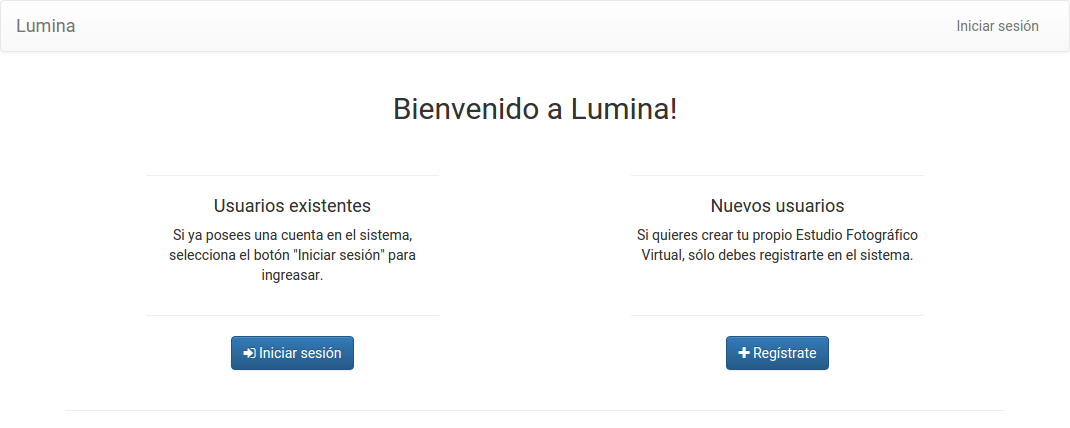 Lumina
Iniciar sesión
Bienvenido a Lumina!
Usuarios existentes
Si ya posees una cuenta en el sistema,
selecciona el botón "Iniciar sesión" para
ingreasar.
Iniciar sesión
Nuevos usuarios
Si quieres crear tu propio Estudio Fotográfico
Virtual, sólo debes registrarte en el sistema.
Regístrate